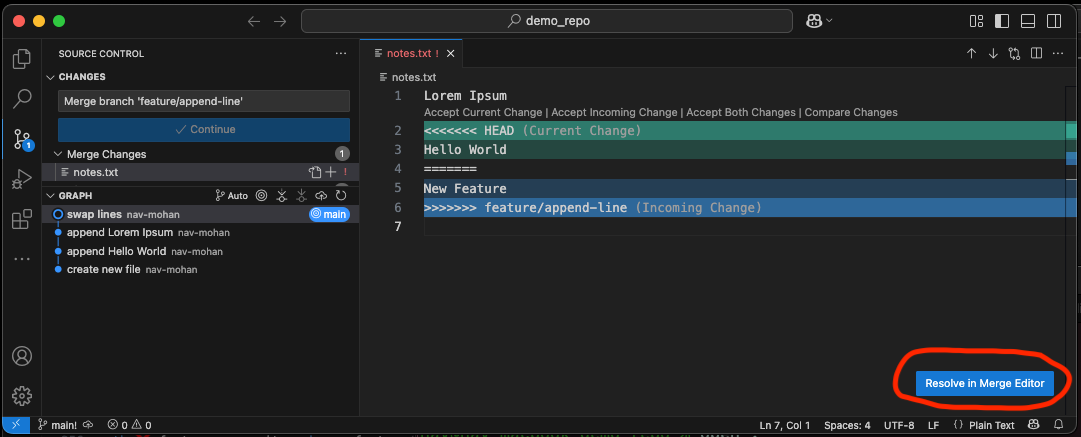 demo_repo
SOURCE CONTROL
CHANGES
Merge branch 'feature/append-line'
Continue
Merge Changes 1
notes.txt !
GRAPH Auto
swap lines nav-mohan main
append Lorem Ipsum nav-mohan
append Hello World nav-mohan
create new file nav-mohan
1
notes.txt !
notes.txt
1 Lorem Ipsum
Accept Current Change | Accept Incoming Change | Accept Both Changes | Compare Changes
2 <<<<<<< HEAD (Current Change)
3 Hello World
4 =======
5 New Feature
6 >>>>>>> feature/append-line (Incoming Change)
7
Resolve in Merge Editor
main! 0 0 Ln 7, Col 1 Spaces: 4 UTF-8 LF {} Plain Text